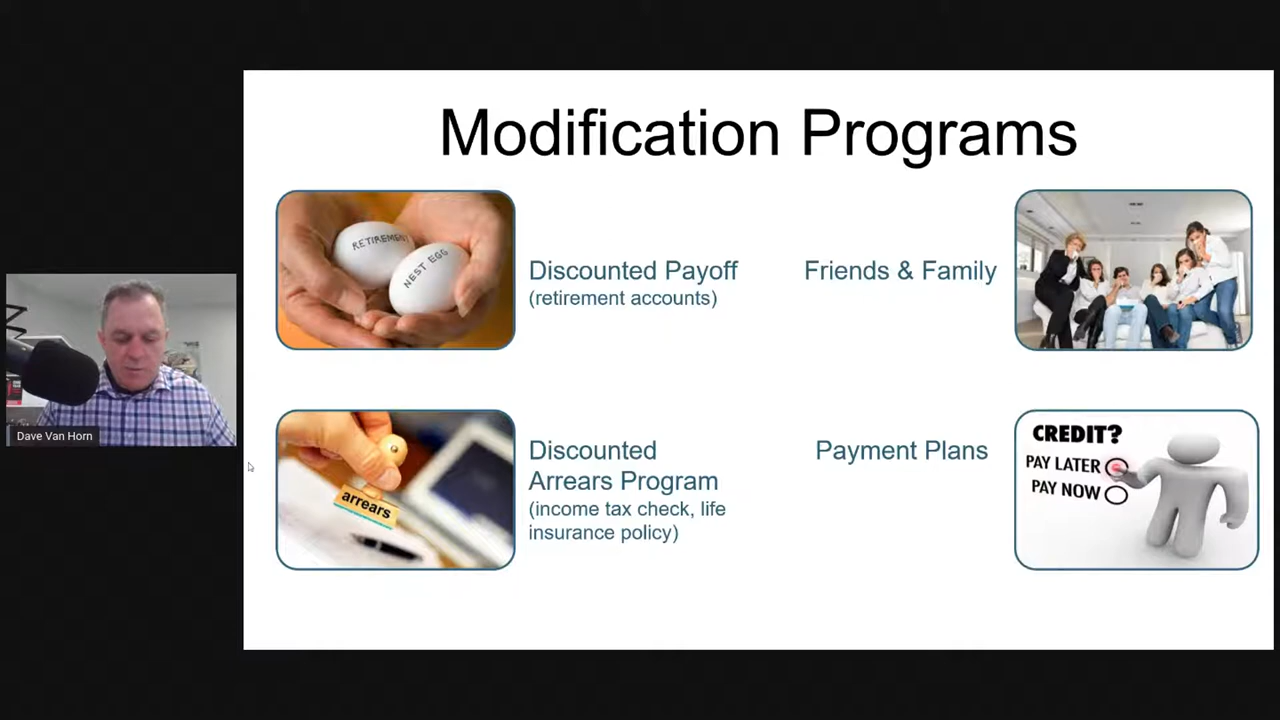 Modification Programs
RETIREMENT
NEST EGG
Discounted Payoff
(retirement accounts)
Friends & Family
arrears
Discounted
Arrears Program
(income tax check, life
insurance policy)
Payment Plans
CREDIT?
PAY LATER
PAY NOW
Dave Van Horn